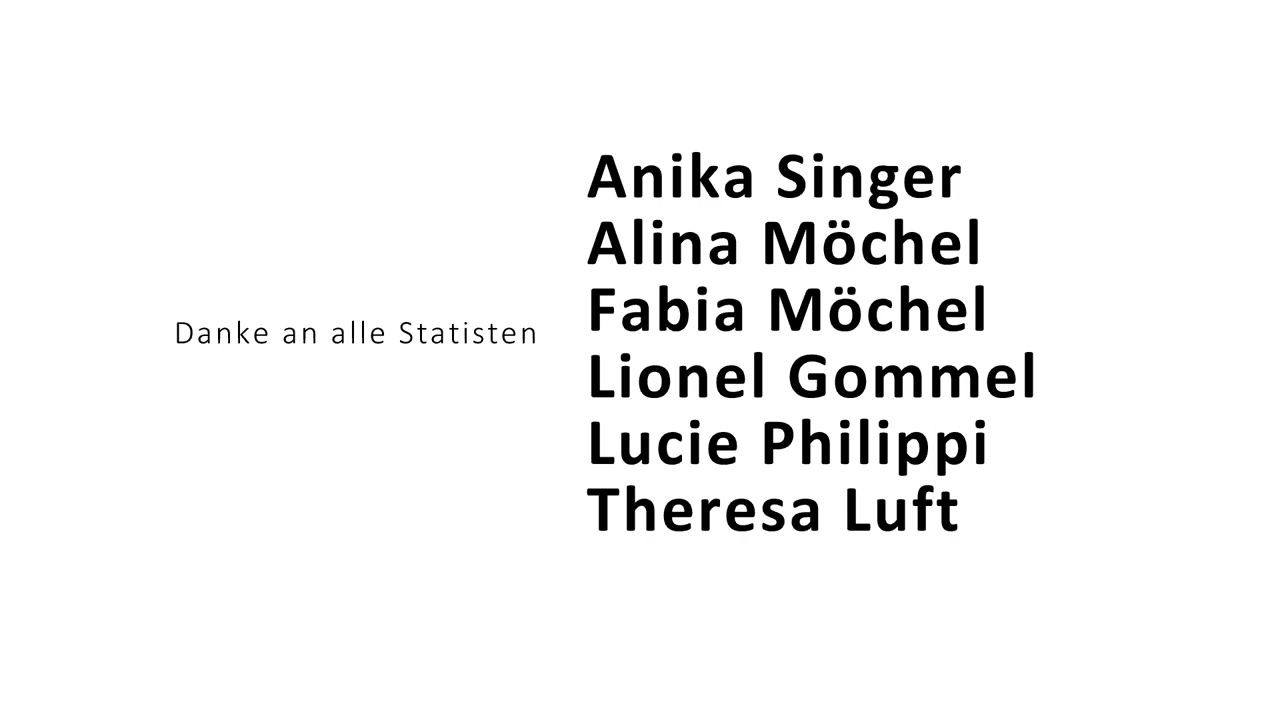 Danke an alle Statisten
Anika Singer
Alina Möchel
Fabia Möchel
Lionel Gommel
Lucie Philippi
Theresa Luft